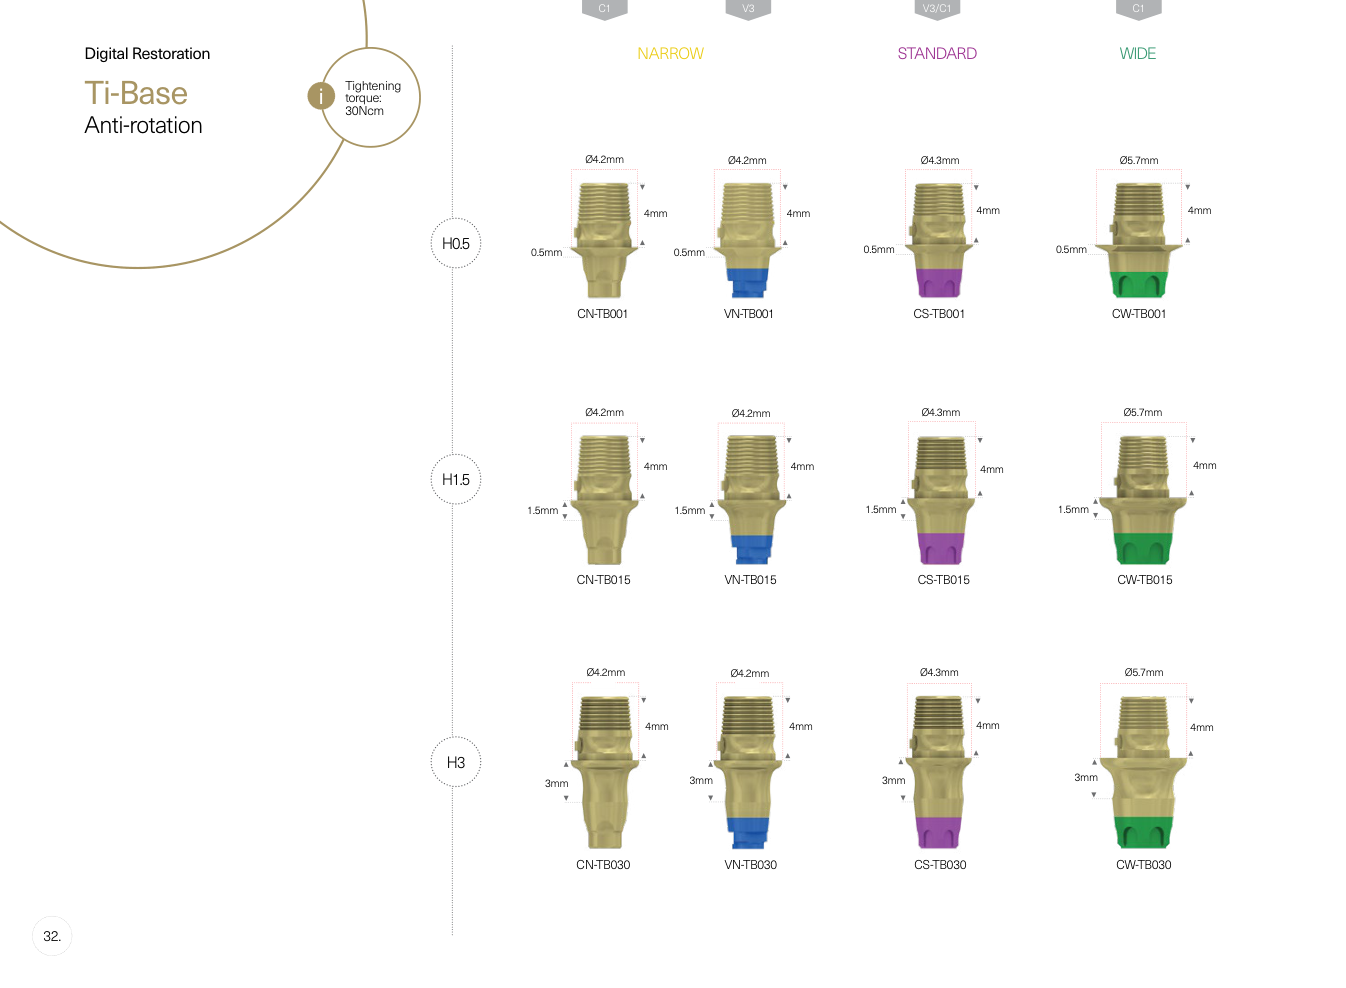 C1
V3
V3/C1
C1
Digital Restoration
Ti-Base
Anti-rotation
i
Tightening
torque:
30Ncm
NARROW
STANDARD
WIDE
H0.5
Ø4.2mm
4mm
0.5mm
CN-TB001
Ø4.2mm
4mm
0.5mm
VN-TB001
Ø4.3mm
4mm
0.5mm
CS-TB001
Ø5.7mm
4mm
0.5mm
CW-TB001
H1.5
Ø4.2mm
4mm
1.5mm
CN-TB015
Ø4.2mm
4mm
1.5mm
VN-TB015
Ø4.3mm
4mm
1.5mm
CS-TB015
Ø5.7mm
4mm
1.5mm
CW-TB015
H3
Ø4.2mm
4mm
3mm
CN-TB030
Ø4.2mm
4mm
3mm
VN-TB030
Ø4.3mm
4mm
3mm
CS-TB030
Ø5.7mm
4mm
3mm
CW-TB030
32.